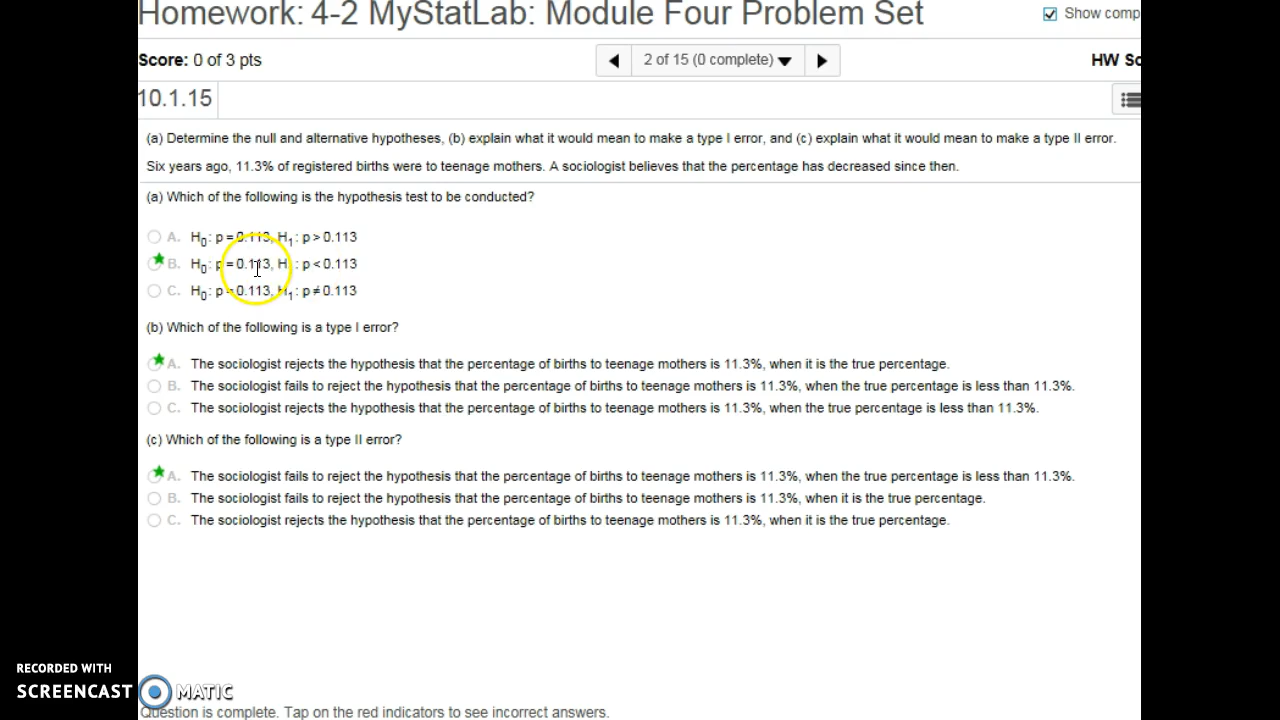 Homework: 4-2 MyStatLab: Module Four Problem Set
Show comp
Score: 0 of 3 pts
2 of 15 (0 complete)
HW Sc
10.1.15
(a) Determine the null and alternative hypotheses, (b) explain what it would mean to make a type I error, and (c) explain what it would mean to make a type II error.
Six years ago, 11.3% of registered births were to teenage mothers. A sociologist believes that the percentage has decreased since then.
(a) Which of the following is the hypothesis test to be conducted?
A. H0: p = 0.113, H1: p > 0.113
B. H0: p = 0.113, H : p < 0.113
C. H0: p = 0.113, H1: p ≠ 0.113
(b) Which of the following is a type I error?
A. The sociologist rejects the hypothesis that the percentage of births to teenage mothers is 11.3%, when it is the true percentage.
B. The sociologist fails to reject the hypothesis that the percentage of births to teenage mothers is 11.3%, when the true percentage is less than 11.3%.
C. The sociologist rejects the hypothesis that the percentage of births to teenage mothers is 11.3%, when the true percentage is less than 11.3%.
(c) Which of the following is a type II error?
A. The sociologist fails to reject the hypothesis that the percentage of births to teenage mothers is 11.3%, when the true percentage is less than 11.3%.
B. The sociologist fails to reject the hypothesis that the percentage of births to teenage mothers is 11.3%, when it is the true percentage.
C. The sociologist rejects the hypothesis that the percentage of births to teenage mothers is 11.3%, when it is the true percentage.
RECORDED WITH
SCREENCAST MATIC
Question is complete. Tap on the red indicators to see incorrect answers.